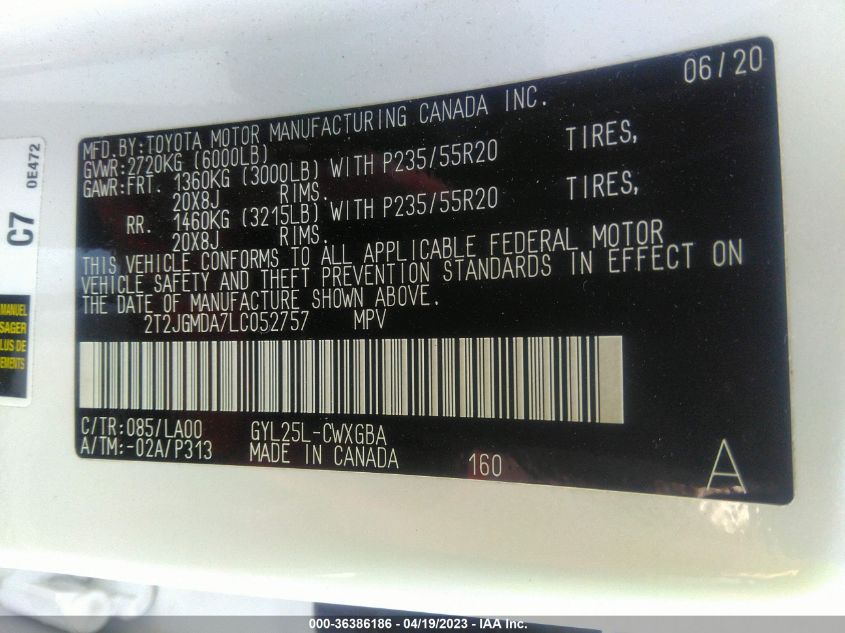 06/20
MFD.BY:TOYOTA MOTOR MANUFACTURING CANADA INC.
GVWR:2720KG (6000LB)
GAWR:FRT. 1360KG (3000LB) WITH P235/55R20 TIRES,
20X8J RIMS.
RR. 1460KG (3215LB) WITH P235/55R20 TIRES,
20X8J RIMS.
THIS VEHICLE CONFORMS TO ALL APPLICABLE FEDERAL MOTOR
VEHICLE SAFETY AND THEFT PREVENTION STANDARDS IN EFFECT ON
THE DATE OF MANUFACTURE SHOWN ABOVE.
2T2JGMDA7LC052757 MPV
C/TR:085/LA00 GYL25L-CWXGBA
A/TM:-02A/P313 MADE IN CANADA 160 A
C7 0E472
MANUEL
SAGER
LUS DE
EMENTS
000-36386186 - 04/19/2023 - IAA Inc.